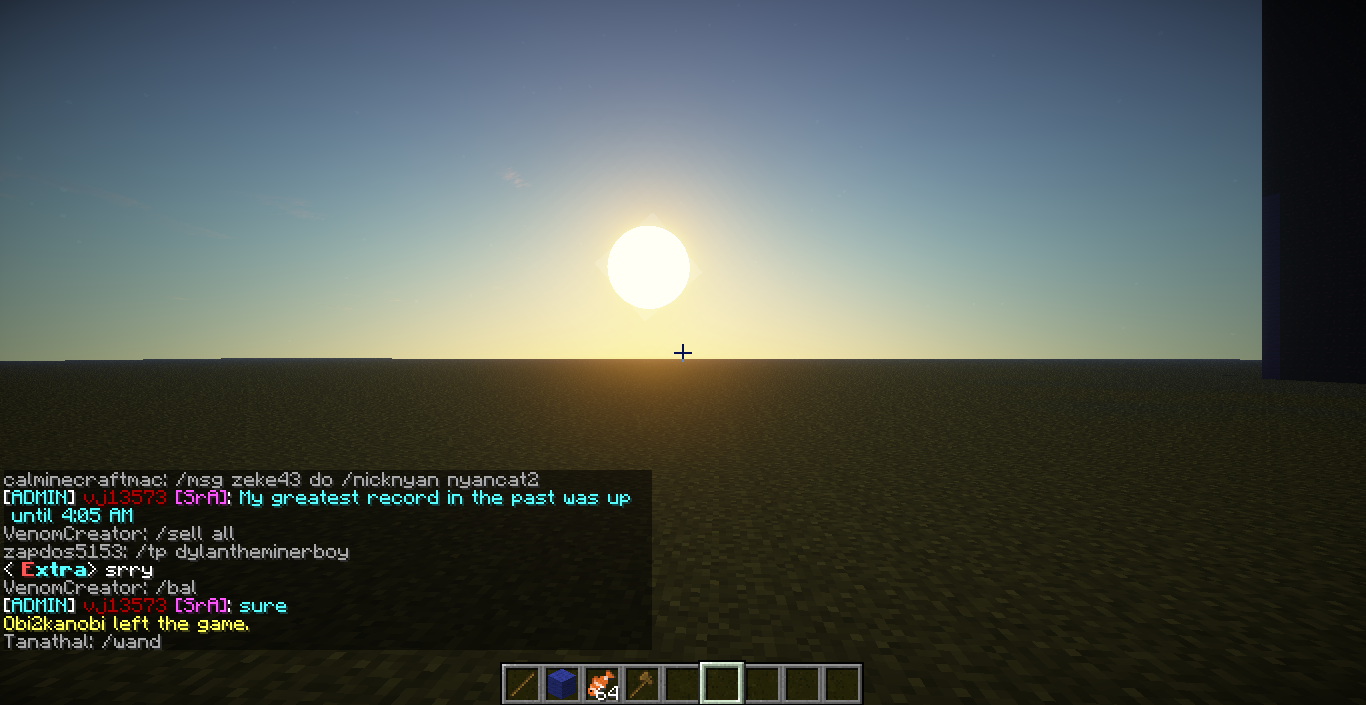 calminecraftmac: /msg zeke43 do /nicknyan nyancat2
[ADMIN] vj13573 [SrA]: My greatest record in the past was up
until 4:05 AM
VenomCreator: /sell all
zapdos5153: /tp dylantheminerboy
< Extra> srry
VenomCreator: /bal
[ADMIN] vj13573 [SrA]: sure
Obi2kanobi left the game.
Tanathal: /wand
64